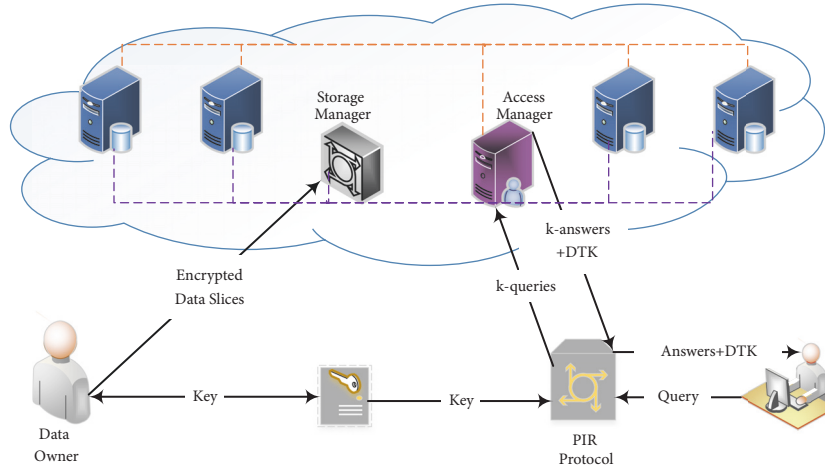 Storage
Manager
Access
Manager
k-answers
+DTK
Encrypted
Data Slices
k-queries
Answers+DTK
Key
Key
Query
Data
Owner
PIR
Protocol